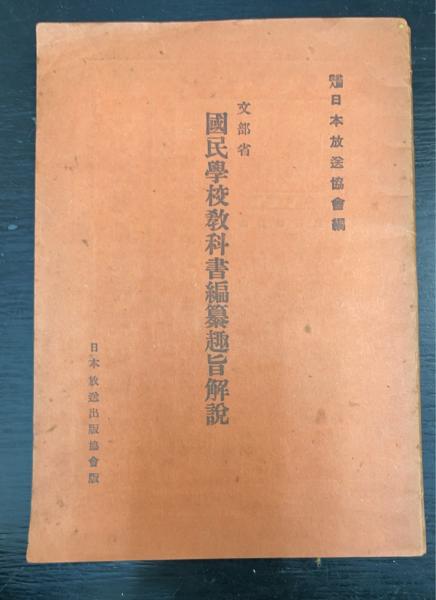 社團法人日本放送協會編
文部省
國民學校敎科書編纂趣旨解說
日本放送出版協會版